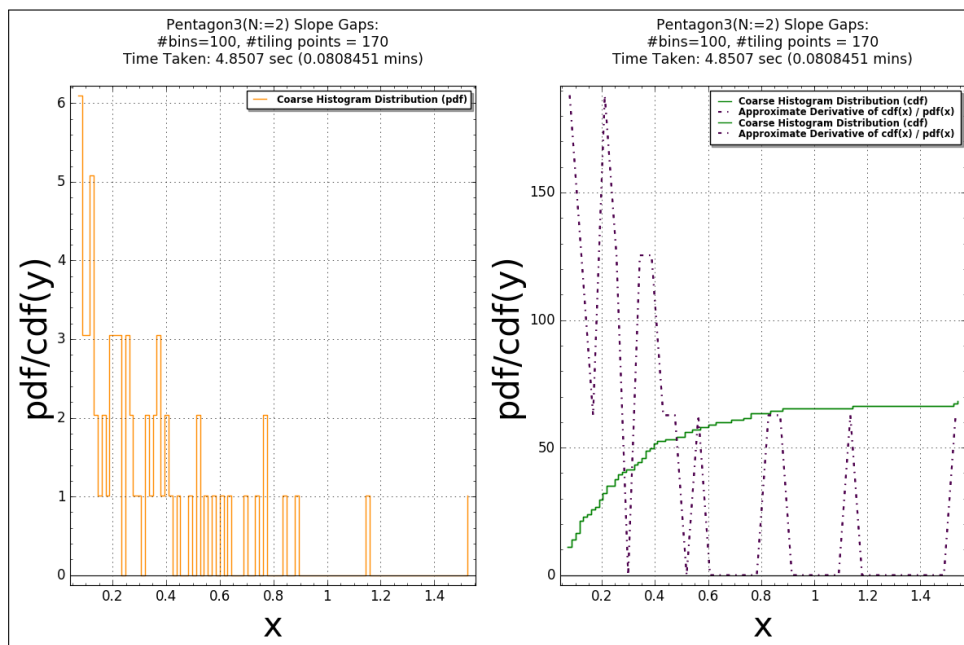 Pentagon3(N:=2) Slope Gaps:
#bins=100, #tiling points = 170
Time Taken: 4.8507 sec (0.0808451 mins)
Coarse Histogram Distribution (pdf)
pdf/cdf(y)
6
5
4
3
2
1
0
0.2 0.4 0.6 0.8 1 1.2 1.4
x
Pentagon3(N:=2) Slope Gaps:
#bins=100, #tiling points = 170
Time Taken: 4.8507 sec (0.0808451 mins)
Coarse Histogram Distribution (cdf)
Approximate Derivative of cdf(x) / pdf(x)
Coarse Histogram Distribution (cdf)
Approximate Derivative of cdf(x) / pdf(x)
pdf/cdf(y)
150
100
50
0
0.2 0.4 0.6 0.8 1 1.2 1.4
x